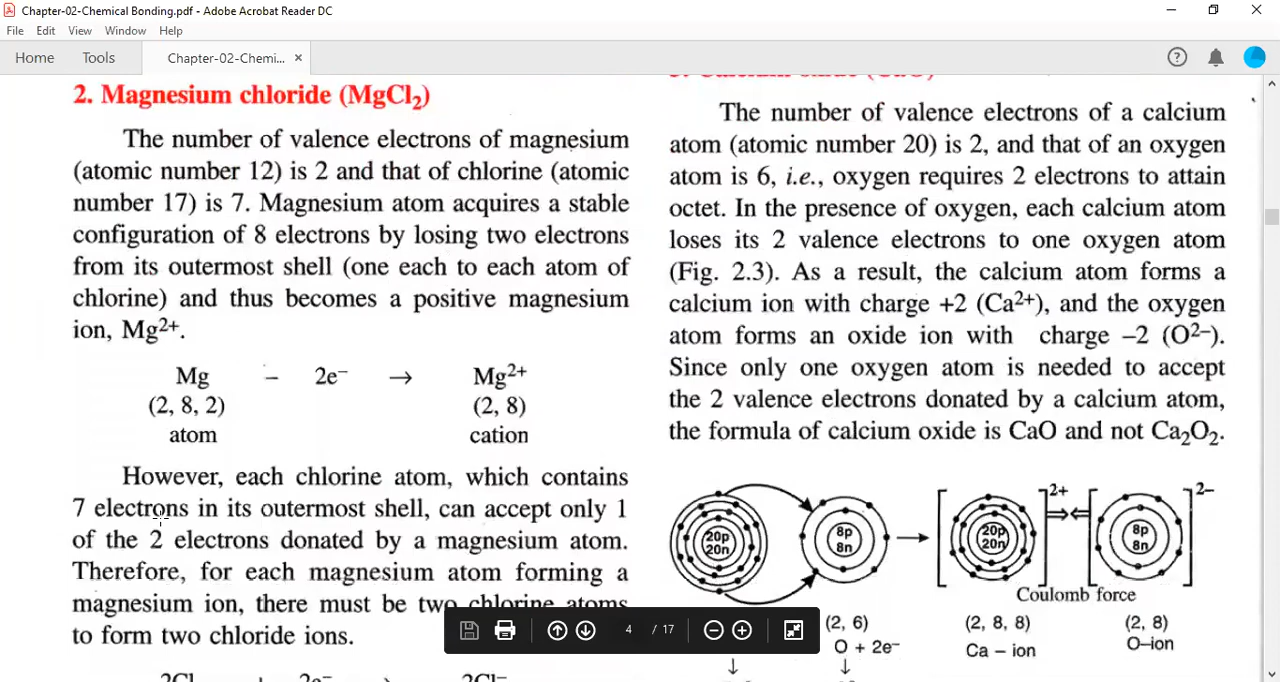 Chapter-02-Chemical Bonding.pdf - Adobe Acrobat Reader DC
File Edit View Window Help
Home Tools Chapter-02-Chemi... ×
2. Magnesium chloride (MgCl₂)
The number of valence electrons of magnesium
(atomic number 12) is 2 and that of chlorine (atomic
number 17) is 7. Magnesium atom acquires a stable
configuration of 8 electrons by losing two electrons
from its outermost shell (one each to each atom of
chlorine) and thus becomes a positive magnesium
ion, Mg²⁺.
Mg – 2e⁻ → Mg²⁺
(2, 8, 2) (2, 8)
atom cation
However, each chlorine atom, which contains
7 electrons in its outermost shell, can accept only 1
of the 2 electrons donated by a magnesium atom.
Therefore, for each magnesium atom forming a
magnesium ion, there must be two chlorine atoms
to form two chloride ions.
The number of valence electrons of a calcium
atom (atomic number 20) is 2, and that of an oxygen
atom is 6, i.e., oxygen requires 2 electrons to attain
octet. In the presence of oxygen, each calcium atom
loses its 2 valence electrons to one oxygen atom
(Fig. 2.3). As a result, the calcium atom forms a
calcium ion with charge +2 (Ca²⁺), and the oxygen
atom forms an oxide ion with charge –2 (O²⁻).
Since only one oxygen atom is needed to accept
the 2 valence electrons donated by a calcium atom,
the formula of calcium oxide is CaO and not Ca₂O₂.
2+ 2–
20p 8p 20p 8p
20n 8n 20n 8n
Coulomb force
(2, 6) (2, 8, 8) (2, 8)
O + 2e⁻ Ca – ion O–ion
4 / 17